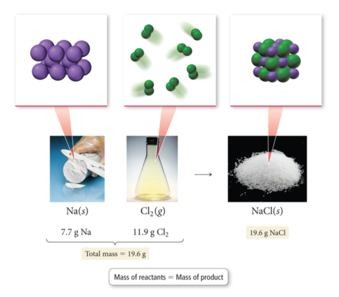 Na(s)
Cl₂(g)
NaCl(s)
7.7 g Na
11.9 g Cl₂
19.6 g NaCl
Total mass = 19.6 g
Mass of reactants = Mass of product